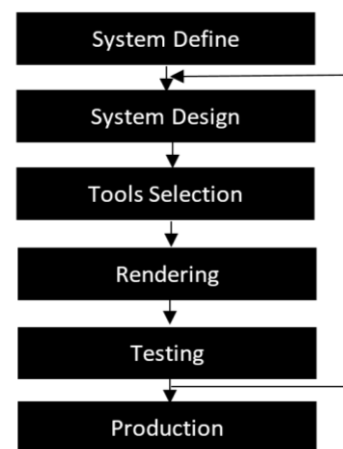 System Define
System Design
Tools Selection
Rendering
Testing
Production